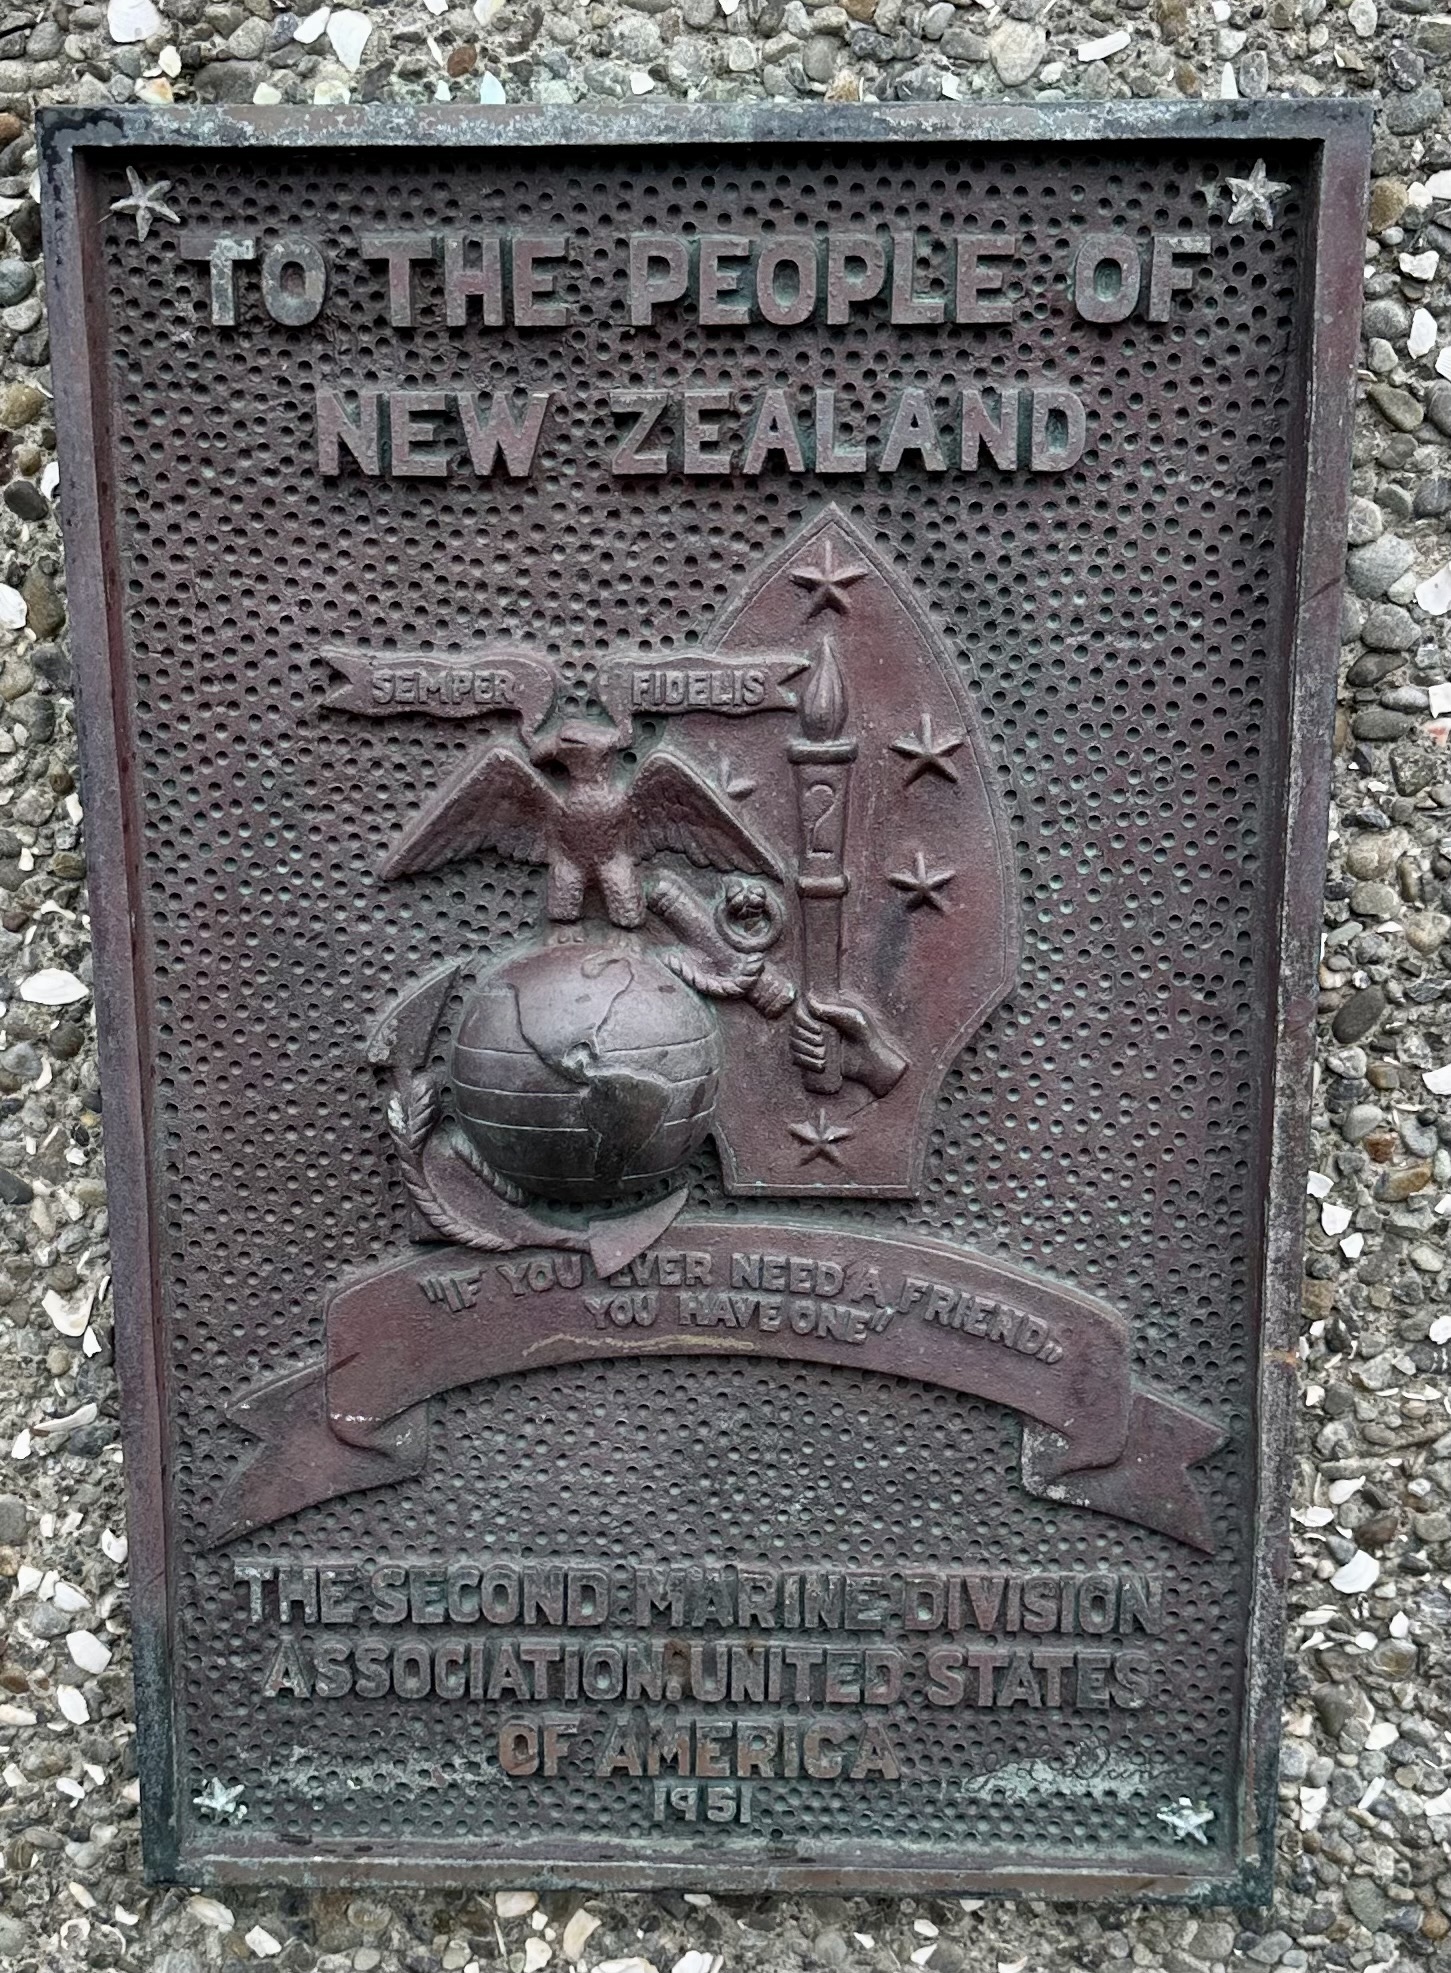 TO THE PEOPLE OF
NEW ZEALAND
SEMPER FIDELIS
2
"IF YOU EVER NEED A FRIEND,
YOU HAVE ONE"
THE SECOND MARINE DIVISION
ASSOCIATION. UNITED STATES
OF AMERICA
1951